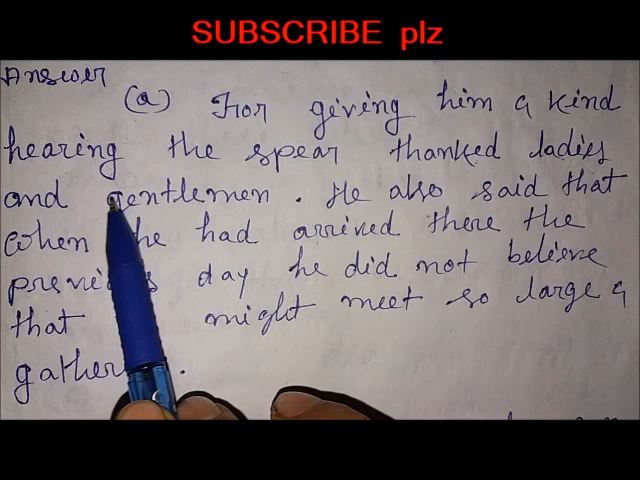 SUBSCRIBE plz
Answer
(a) For giving him a kind
hearing the spear thanked ladies
and gentlemen. He also said that
when he had arrived there the
day he did not believe
that might meet so large a
.